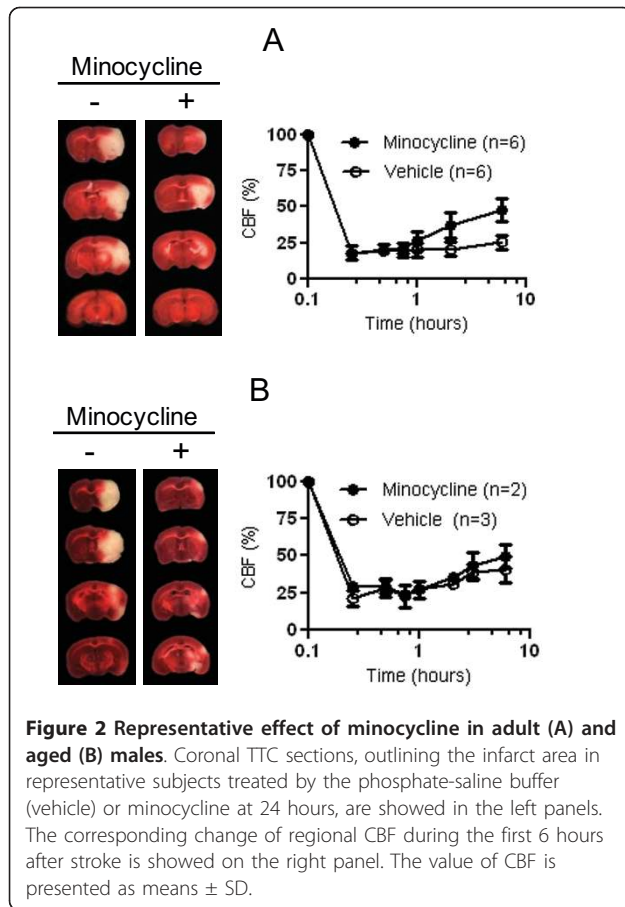 A
Minocycline
- +
100
75
50
25
0
CBF (%)
Minocycline (n=6)
Vehicle (n=6)
0.1 1 10
Time (hours)
B
Minocycline
- +
100
75
50
25
0
CBF (%)
Minocycline (n=2)
Vehicle (n=3)
0.1 1 10
Time (hours)
Figure 2 Representative effect of minocycline in adult (A) and
aged (B) males. Coronal TTC sections, outlining the infarct area in
representative subjects treated by the phosphate-saline buffer
(vehicle) or minocycline at 24 hours, are showed in the left panels.
The corresponding change of regional CBF during the first 6 hours
after stroke is showed on the right panel. The value of CBF is
presented as means ± SD.